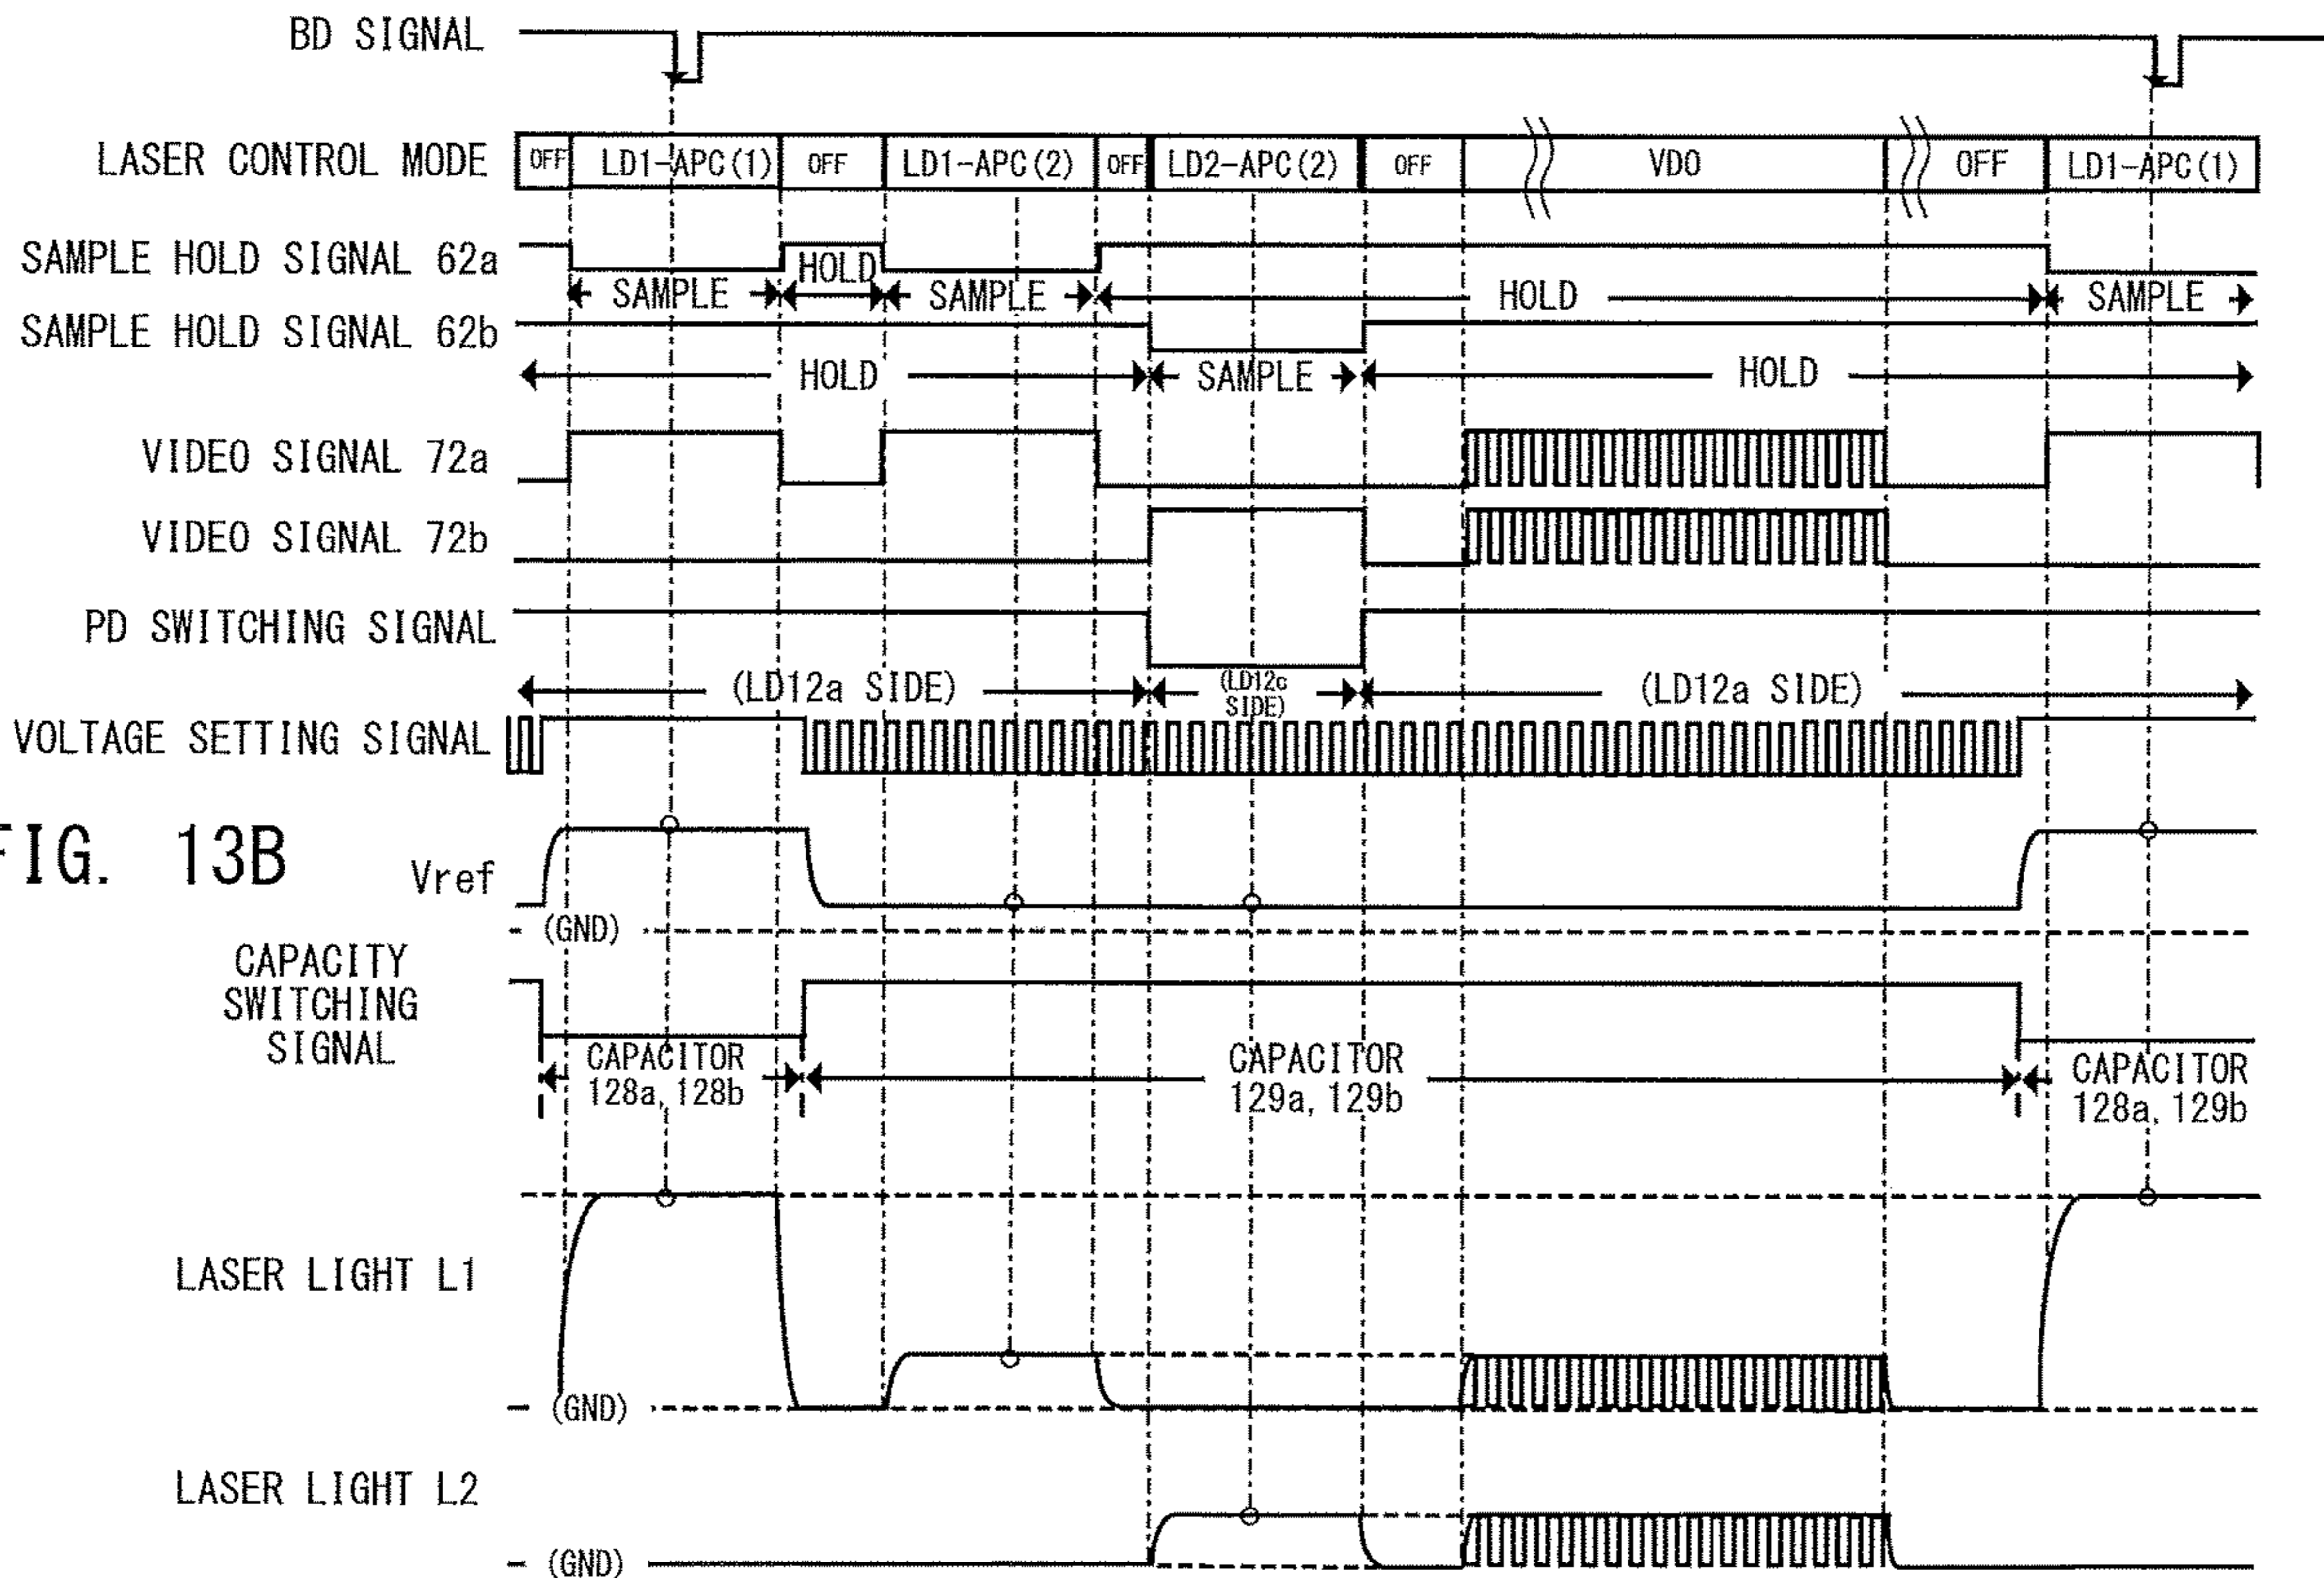 BD SIGNAL
LASER CONTROL MODE OFF LD1-APC(1) OFF LD1-APC(2) OFF LD2-APC(2) OFF VDO OFF LD1-APC(1)
SAMPLE HOLD SIGNAL 62a
HOLD
SAMPLE SAMPLE HOLD SAMPLE
SAMPLE HOLD SIGNAL 62b
HOLD SAMPLE HOLD
VIDEO SIGNAL 72a
VIDEO SIGNAL 72b
PD SWITCHING SIGNAL
(LD12a SIDE) (LD12c (LD12a SIDE)
SIDE)
VOLTAGE SETTING SIGNAL
FIG. 13B
Vref
(GND)
CAPACITY
SWITCHING
SIGNAL
CAPACITOR CAPACITOR CAPACITOR
128a, 128b 129a, 129b 128a, 129b
LASER LIGHT L1
(GND)
LASER LIGHT L2
(GND)